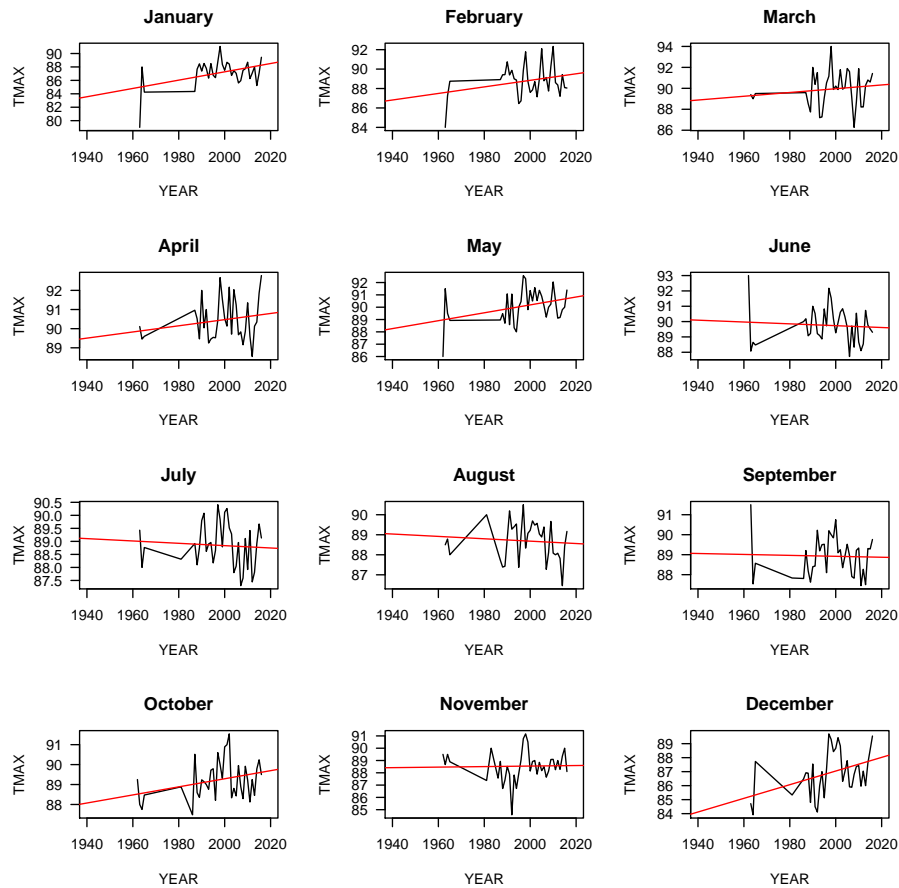 January February March
TMAX 80 84 86 88 90 TMAX 84 86 88 90 92 TMAX 86 88 90 92 94
1940 1960 1980 2000 2020 1940 1960 1980 2000 2020 1940 1960 1980 2000 2020
YEAR YEAR YEAR
April May June
TMAX 89 90 91 92 TMAX 86 87 88 89 90 91 92 TMAX 88 89 90 91 92 93
1940 1960 1980 2000 2020 1940 1960 1980 2000 2020 1940 1960 1980 2000 2020
YEAR YEAR YEAR
July August September
TMAX 87.5 88.0 88.5 89.0 89.5 90.0 90.5 TMAX 87 88 89 90 TMAX 88 89 90 91
1940 1960 1980 2000 2020 1940 1960 1980 2000 2020 1940 1960 1980 2000 2020
YEAR YEAR YEAR
October November December
TMAX 88 89 90 91 TMAX 85 86 87 88 89 90 91 TMAX 84 85 86 87 88 89
1940 1960 1980 2000 2020 1940 1960 1980 2000 2020 1940 1960 1980 2000 2020
YEAR YEAR YEAR